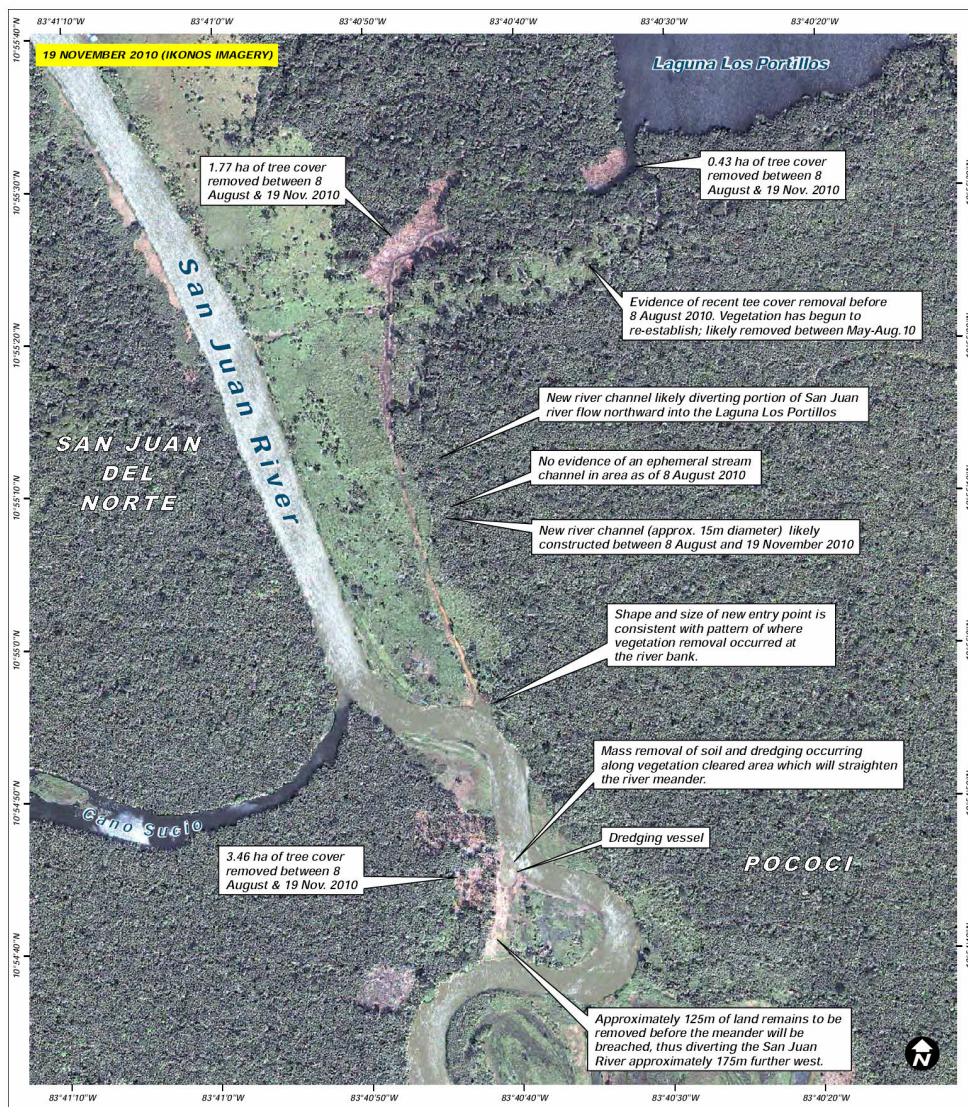 83°41'10"W
83°41'0"W
83°40'50"W
83°40'40"W
83°40'30"W
83°40'20"W
10°55'40"N
19 NOVEMBER 2010 (IKONOS IMAGERY)
Laguna Los Portillos
1.77 ha of tree cover
removed between 8
August & 19 Nov. 2010
0.43 ha of tree cover
removed between 8
August & 19 Nov. 2010
10°55'30"N
San Juan River
Evidence of recent tee cover removal before
8 August 2010. Vegetation has begun to
re-establish; likely removed between May-Aug.10
10°55'20"N
New river channel likely diverting portion of San Juan
river flow northward into the Laguna Los Portillos
SAN JUAN
DEL
NORTE
No evidence of an ephemeral stream
channel in area as of 8 August 2010
10°55'10"N
New river channel (approx. 15m diameter) likely
constructed between 8 August and 19 November 2010
Shape and size of new entry point is
consistent with pattern of where
vegetation removal occurred at
the river bank.
10°55'0"N
Mass removal of soil and dredging occurring
along vegetation cleared area which will straighten
the river meander.
10°54'50"N
Cano Sucio
Dredging vessel
3.46 ha of tree cover
removed between 8
August & 19 Nov. 2010
POCOCI
10°54'40"N
Approximately 125m of land remains to be
removed before the meander will be
breached, thus diverting the San Juan
River approximately 175m further west.
N
83°41'10"W
83°41'0"W
83°40'50"W
83°40'40"W
83°40'30"W
83°40'20"W